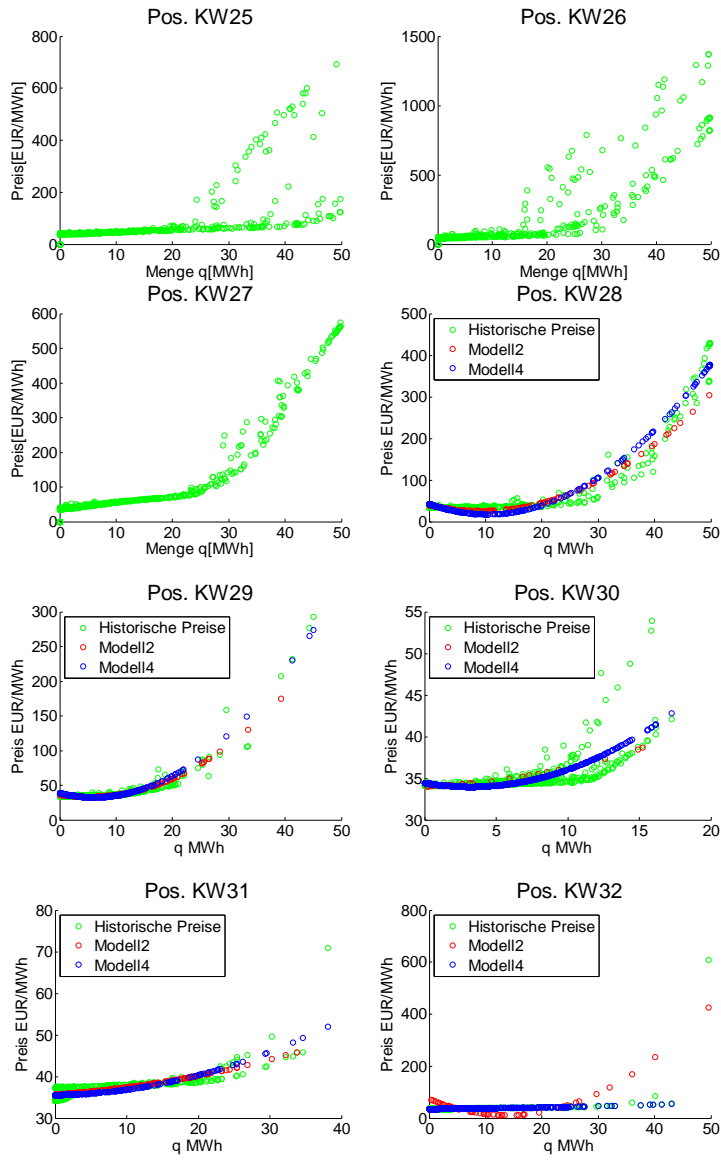 Pos. KW25
Pos. KW26
800
600
400
200
0
Preis[EUR/MWh]
0 10 20 30 40 50
Menge q[MWh]
1500
1000
500
0
Preis[EUR/MWh]
0 10 20 30 40 50
Menge q[MWh]
Pos. KW27
Pos. KW28
600
500
400
300
200
100
0
Preis[EUR/MWh]
0 10 20 30 40 50
Menge q[MWh]
500
400
300
200
100
0
Preis EUR/MWh
Historische Preise
Modell2
Modell4
0 10 20 30 40 50
q MWh
Pos. KW29
Pos. KW30
300
250
200
150
100
50
0
Preis EUR/MWh
Historische Preise
Modell2
Modell4
0 10 20 30 40 50
q MWh
55
50
45
40
35
30
Preis EUR/MWh
Historische Preise
Modell2
Modell4
0 5 10 15 20
q MWh
Pos. KW31
Pos. KW32
80
70
60
50
40
30
Preis EUR/MWh
Historische Preise
Modell2
Modell4
0 10 20 30 40
q MWh
800
600
400
200
0
Preis EUR/MWh
Historische Preise
Modell2
Modell4
0 10 20 30 40 50
q MWh